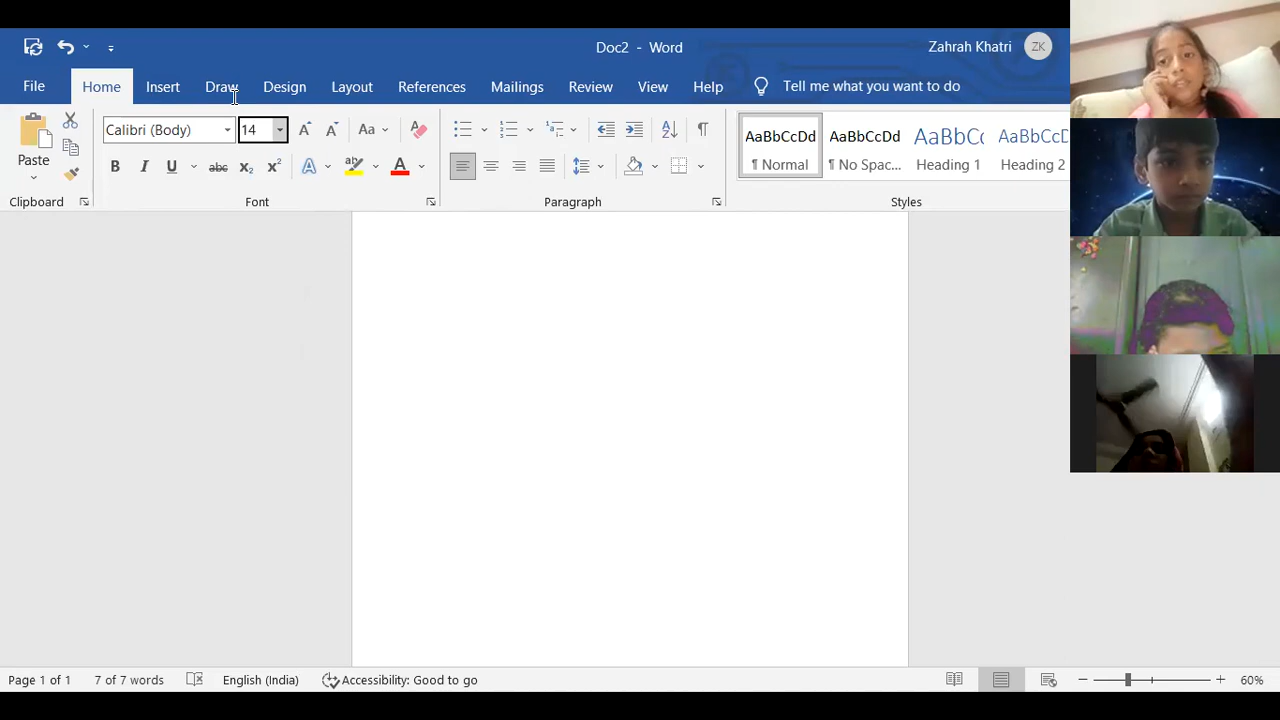 Doc2 - Word
Zahrah Khatri ZK
File Home Insert Draw Design Layout References Mailings Review View Help Tell me what you want to do
Calibri (Body) 14 A A Aa A
AaBbCcDd AaBbCcDd AaBbCc AaBbCcD
Paste B I U abc x₂ x² A A
¶ Normal ¶ No Spac... Heading 1 Heading 2
Clipboard Font Paragraph Styles
Page 1 of 1 7 of 7 words English (India) Accessibility: Good to go 60%